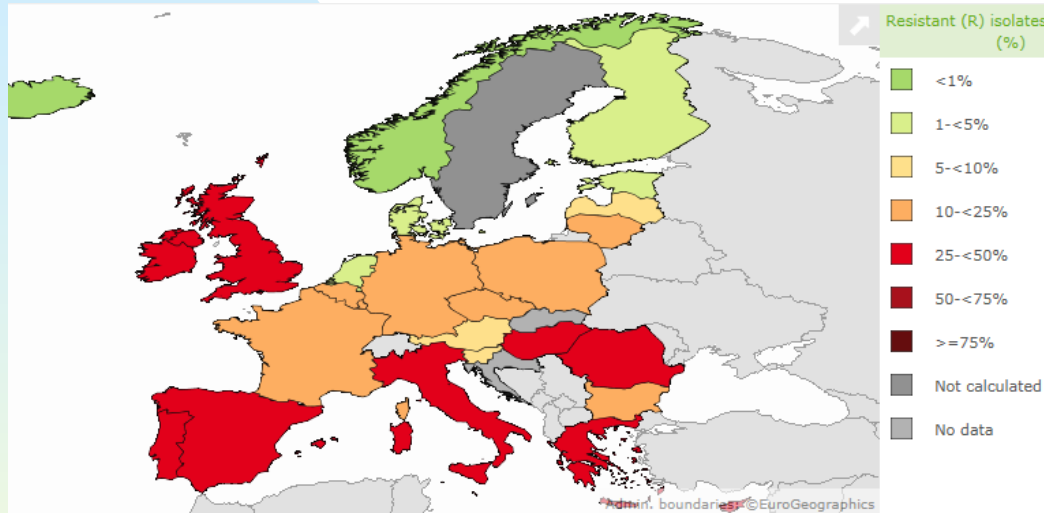 Resistant (R) isolates
(%)
<1%
1-<5%
5-<10%
10-<25%
25-<50%
50-<75%
>=75%
Not calculated
No data
Admin. boundaries: ©EuroGeographics